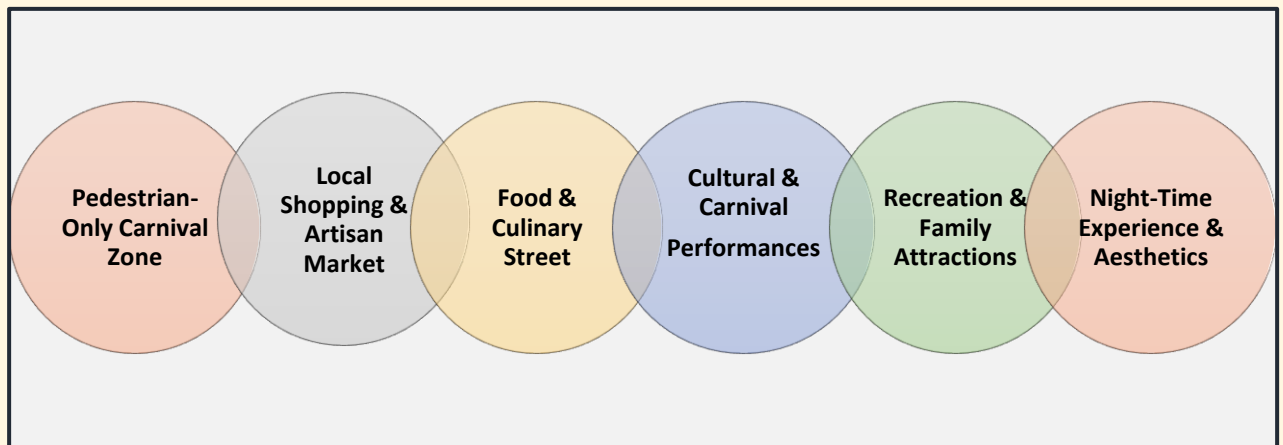 Pedestrian-
Only Carnival
Zone
Local
Shopping &
Artisan
Market
Food &
Culinary
Street
Cultural &
Carnival
Performances
Recreation &
Family
Attractions
Night-Time
Experience &
Aesthetics